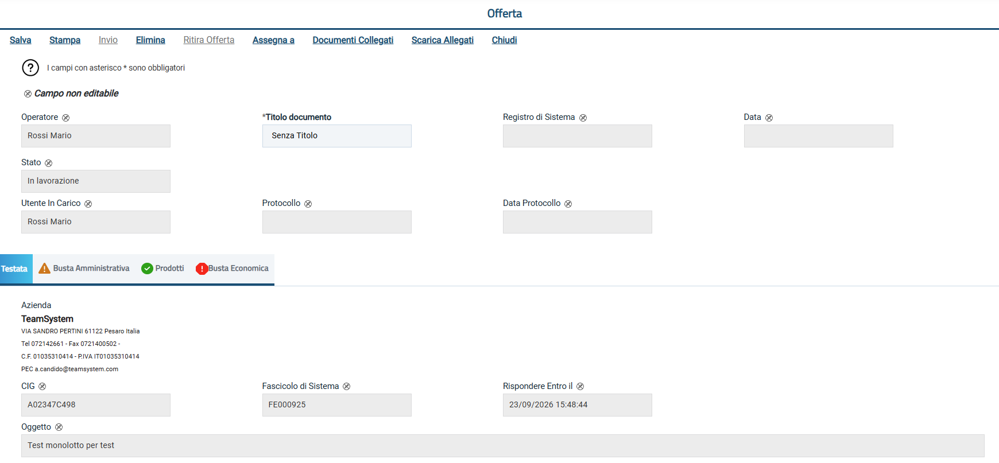 Offerta
Salva Stampa Invio Elimina Ritira Offerta Assegna a Documenti Collegati Scarica Allegati Chiudi
I campi con asterisco * sono obbligatori
Campo non editabile
Operatore *Titolo documento Registro di Sistema Data
Rossi Mario Senza Titolo
Stato
In lavorazione
Utente In Carico Protocollo Data Protocollo
Rossi Mario
Testata Busta Amministrativa Prodotti Busta Economica
Azienda
TeamSystem
VIA SANDRO PERTINI 61122 Pesaro Italia
Tel 072142661 - Fax 0721400502 -
C.F. 01035310414 - P.IVA IT01035310414
PEC a.candido@teamsystem.com
CIG Fascicolo di Sistema Rispondere Entro il
A02347C498 FE000925 23/09/2026 15:48:44
Oggetto
Test monolotto per test